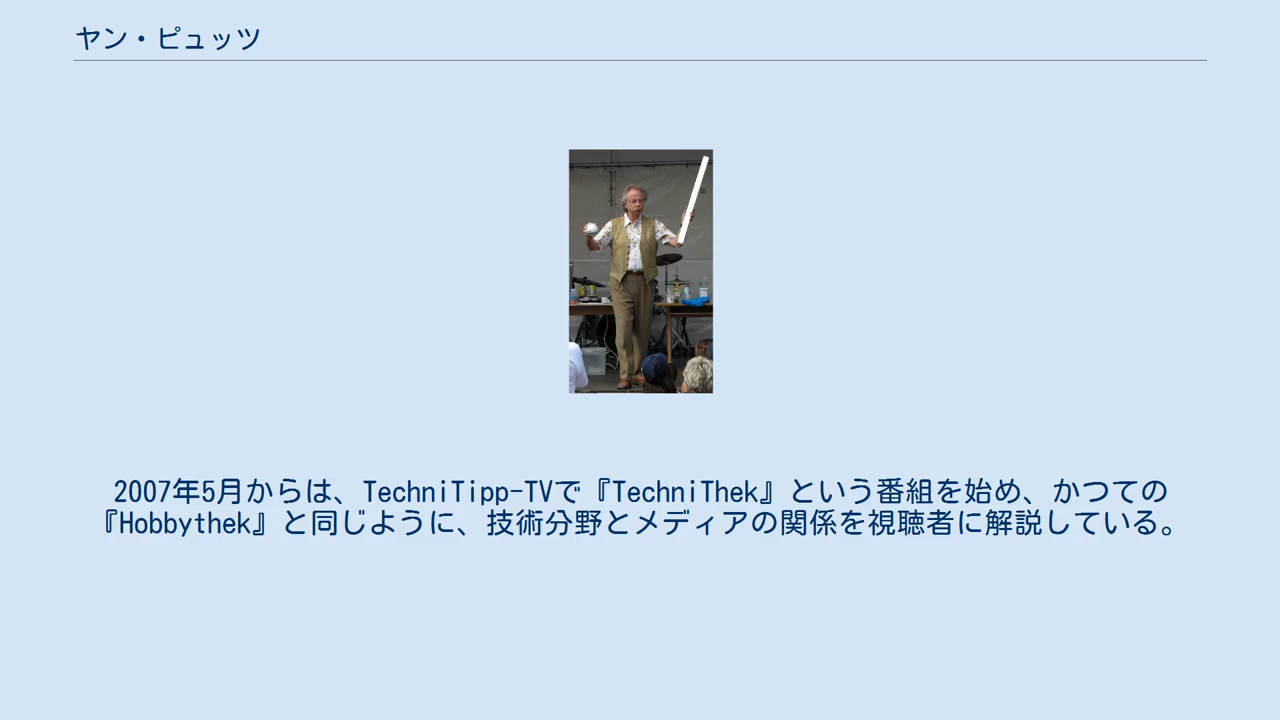 ヤン・ピュッツ
2007年5月からは、TechniTipp-TVで『TechniThek』という番組を始め、かつての
『Hobbythek』と同じように、技術分野とメディアの関係を視聴者に解説している。